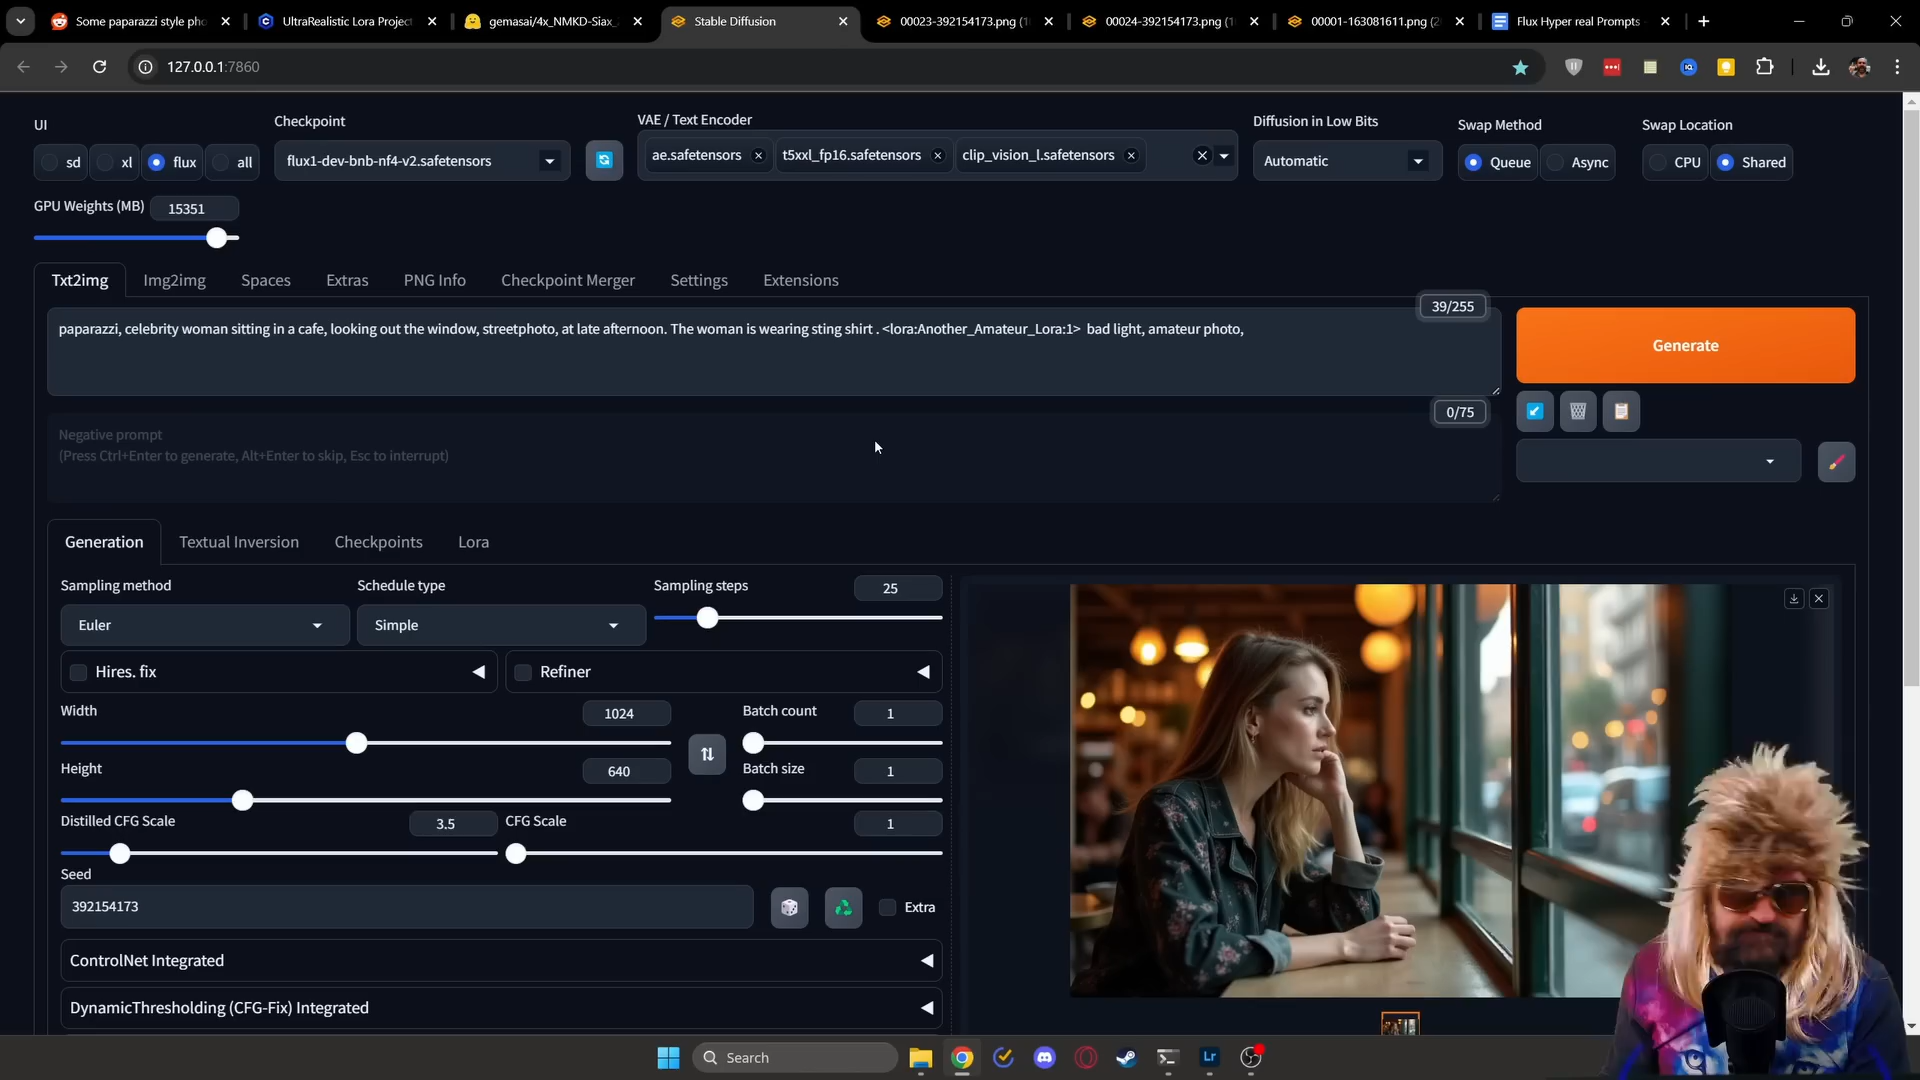 Some paparazzi style pho
UltraRealistic Lora Project
gemasai/4x_NMKD-Siax_
Stable Diffusion
00023-392154173.png (1
00024-392154173.png (1
00001-163081611.png (2
Flux Hyper real Prompts
127.0.0.1:7860
UI
sd
xl
flux
all
Checkpoint
flux1-dev-bnb-nf4-v2.safetensors
VAE / Text Encoder
ae.safetensors
t5xxl_fp16.safetensors
clip_vision_l.safetensors
Diffusion in Low Bits
Automatic
Swap Method
Queue
Async
Swap Location
CPU
Shared
GPU Weights (MB)
15351
Txt2img
Img2img
Spaces
Extras
PNG Info
Checkpoint Merger
Settings
Extensions
39/255
paparazzi, celebrity woman sitting in a cafe, looking out the window, streetphoto, at late afternoon. The woman is wearing sting shirt . <lora:Another_Amateur_Lora:1> bad light, amateur photo,
Generate
0/75
Negative prompt
(Press Ctrl+Enter to generate, Alt+Enter to skip, Esc to interrupt)
Generation
Textual Inversion
Checkpoints
Lora
Sampling method
Euler
Schedule type
Simple
Sampling steps
25
Hires. fix
Refiner
Width
1024
Batch count
1
Height
640
Batch size
1
Distilled CFG Scale
3.5
CFG Scale
1
Seed
392154173
Extra
ControlNet Integrated
DynamicThresholding (CFG-Fix) Integrated
Search
Lr